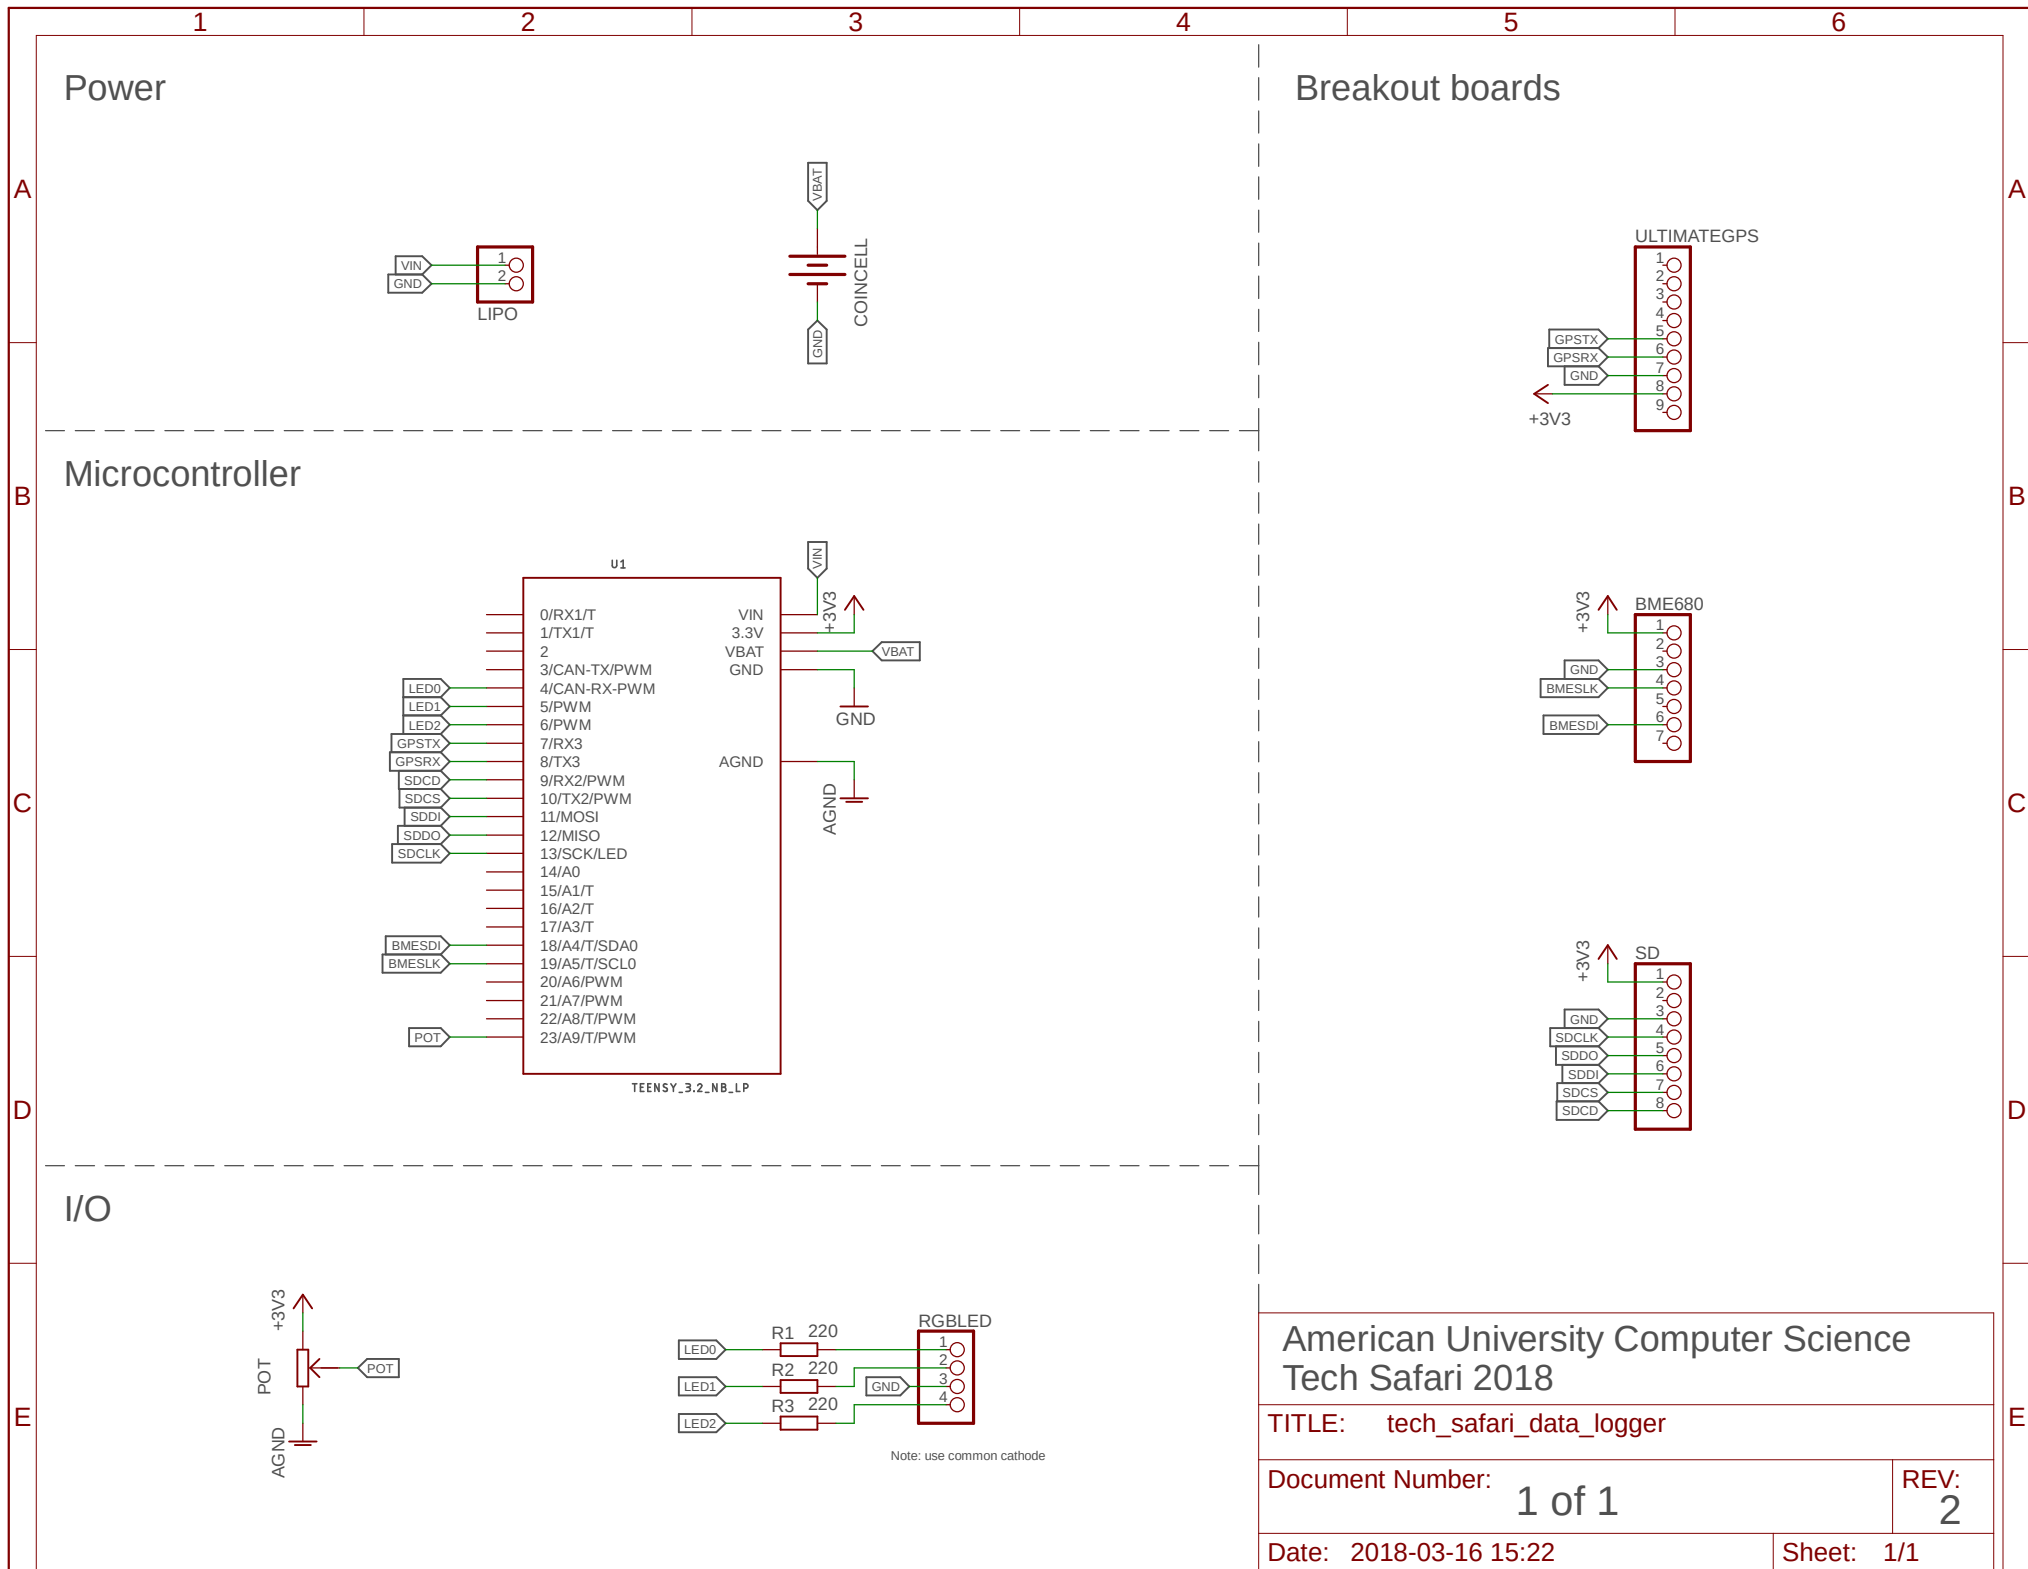 1 2 3 4 5 6
A
B
C
D
E
A
B
C
D
E
Power
VIN
GND
1
2
LIPO
VBAT
COINCELL
GND
Microcontroller
U1
VIN
+3V3
VBAT
GND
AGND
LED0
LED1
LED2
GPSTX
GPSRX
SDCD
SDCS
SDDI
SDDO
SDCLK
BMESDI
BMESLK
POT
0/RX1/T
1/TX1/T
2
3/CAN-TX/PWM
4/CAN-RX-PWM
5/PWM
6/PWM
7/RX3
8/TX3
9/RX2/PWM
10/TX2/PWM
11/MOSI
12/MISO
13/SCK/LED
14/A0
15/A1/T
16/A2/T
17/A3/T
18/A4/T/SDA0
19/A5/T/SCL0
20/A6/PWM
21/A7/PWM
22/A8/T/PWM
23/A9/T/PWM
VIN
3.3V
VBAT
GND
AGND
TEENSY_3.2_NB_LP
I/O
+3V3
POT
POT
AGND
LED0
LED1
LED2
R1 220
R2 220
R3 220
GND
RGBLED
1
2
3
4
Note: use common cathode
Breakout boards
ULTIMATEGPS
1
2
3
4
5
6
7
8
9
GPSTX
GPSRX
GND
+3V3
BME680
+3V3
1
2
3
4
5
6
7
GND
BMESLK
BMESDI
SD
+3V3
1
2
3
4
5
6
7
8
GND
SDCLK
SDDO
SDDI
SDCS
SDCD
American University Computer Science
Tech Safari 2018
TITLE: tech_safari_data_logger
Document Number:
1 of 1
REV:
2
Date: 2018-03-16 15:22
Sheet: 1/1